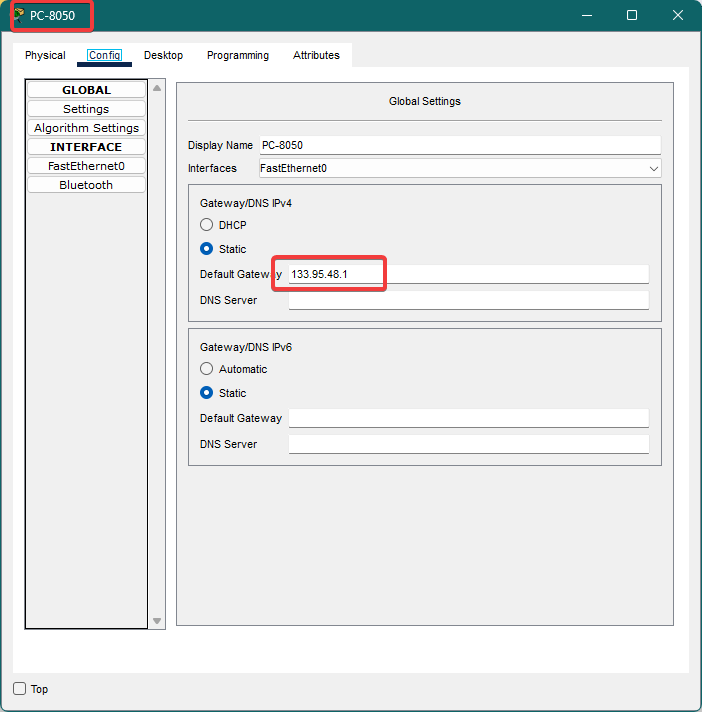 PC-8050
Physical Config Desktop Programming Attributes
GLOBAL
Settings
Algorithm Settings
INTERFACE
FastEthernet0
Bluetooth
Global Settings
Display Name PC-8050
Interfaces FastEthernet0
Gateway/DNS IPv4
DHCP
Static
Default Gateway 133.95.48.1
DNS Server
Gateway/DNS IPv6
Automatic
Static
Default Gateway
DNS Server
Top